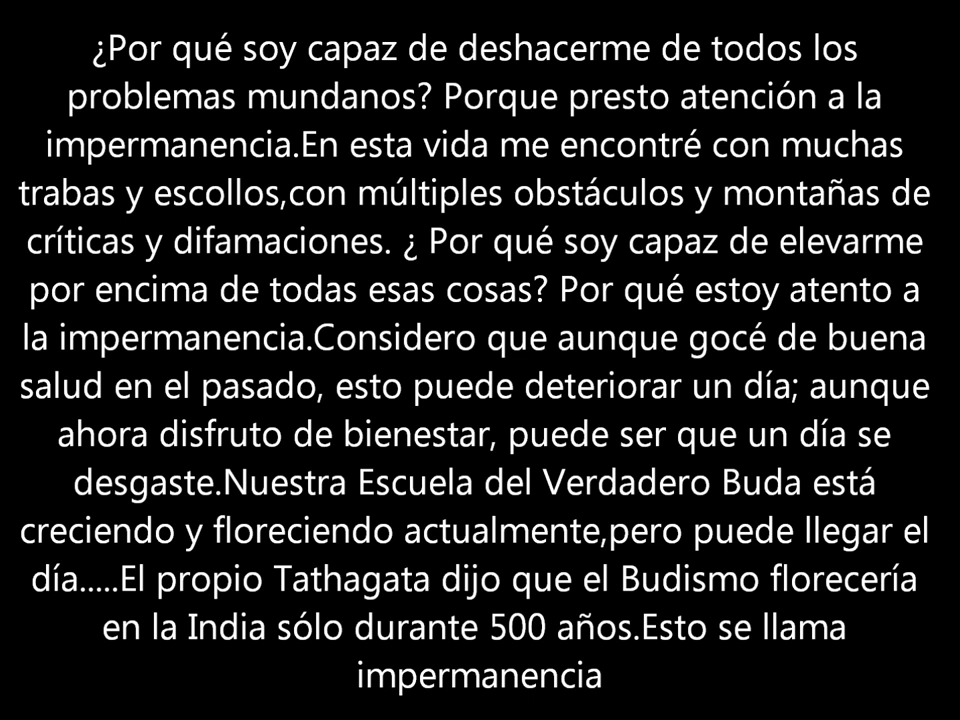 ¿Por qué soy capaz de deshacerme de todos los
problemas mundanos? Porque presto atención a la
impermanencia.En esta vida me encontré con muchas
trabas y escollos,con múltiples obstáculos y montañas de
críticas y difamaciones. ¿ Por qué soy capaz de elevarme
por encima de todas esas cosas? Por qué estoy atento a
la impermanencia.Considero que aunque gocé de buena
salud en el pasado, esto puede deteriorar un día; aunque
ahora disfruto de bienestar, puede ser que un día se
desgaste.Nuestra Escuela del Verdadero Buda está
creciendo y floreciendo actualmente,pero puede llegar el
día.....El propio Tathagata dijo que el Budismo florecería
en la India sólo durante 500 años.Esto se llama
impermanencia